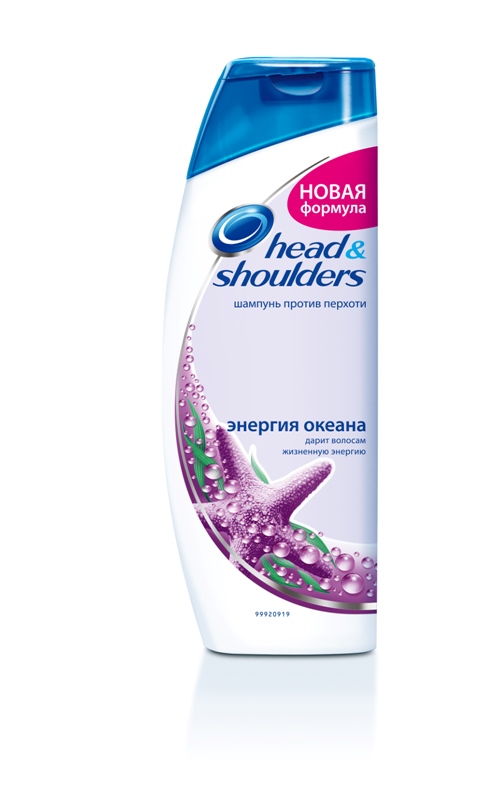 НОВАЯ
формула
head&
shoulders
шампунь против перхоти
энергия океана
дарит волосам
жизненную энергию
99920919